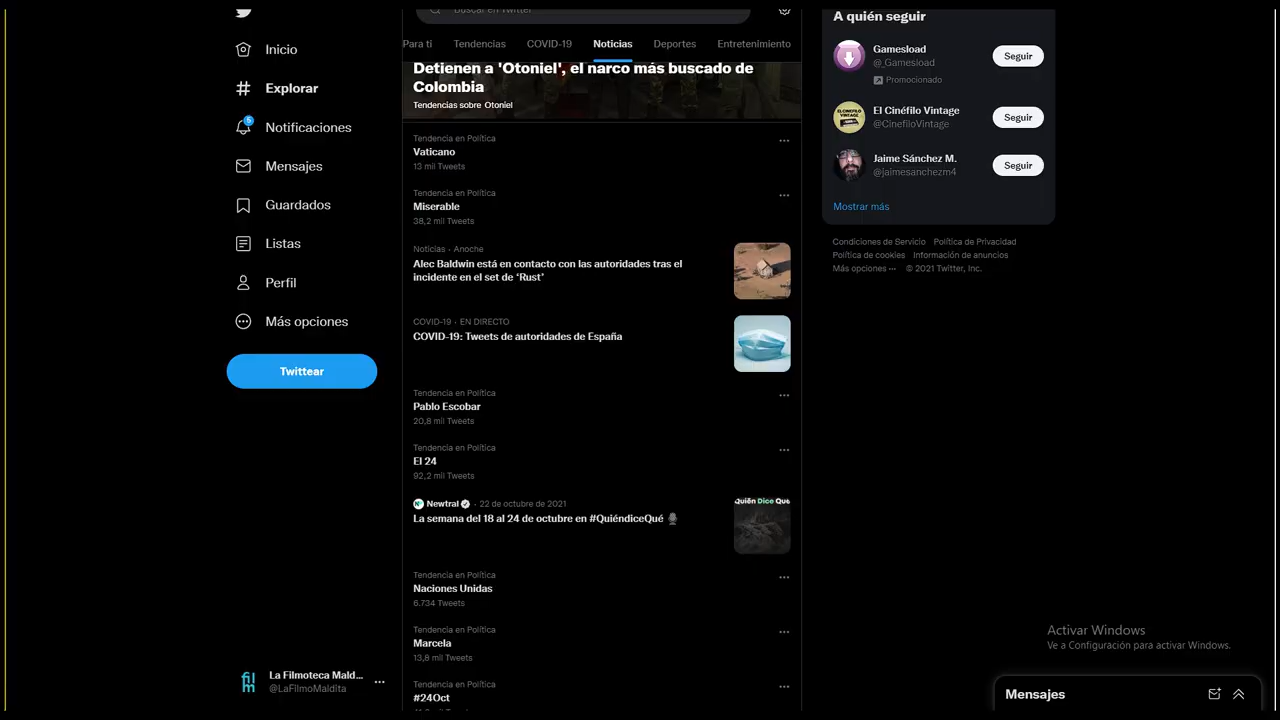 Inicio
Explorar
5
Notificaciones
Mensajes
Guardados
Listas
Perfil
Más opciones
Twittear
La Filmoteca Mald...
@LaFilmoMaldita
Buscar en Twitter
Para ti
Tendencias
COVID-19
Noticias
Deportes
Entretenimiento
Detienen a 'Otoniel', el narco más buscado de
Colombia
Tendencias sobre Otoniel
Tendencia en Política
Vaticano
13 mil Tweets
Tendencia en Política
Miserable
38,2 mil Tweets
Noticias · Anoche
Alec Baldwin está en contacto con las autoridades tras el
incidente en el set de 'Rust'
COVID-19 · EN DIRECTO
COVID-19: Tweets de autoridades de España
Tendencia en Política
Pablo Escobar
20,8 mil Tweets
Tendencia en Política
El 24
92,2 mil Tweets
Newtral · 22 de octubre de 2021
La semana del 18 al 24 de octubre en #QuiéndiceQué
Quién Dice Qué
Tendencia en Política
Naciones Unidas
6.734 Tweets
Tendencia en Política
Marcela
13,8 mil Tweets
Tendencia en Política
#24Oct
A quién seguir
Gamesload
@_Gamesload
Promocionado
Seguir
El Cinéfilo Vintage
@CinefiloVintage
Seguir
Jaime Sánchez M.
@jaimesanchezm4
Seguir
Mostrar más
Condiciones de Servicio Política de Privacidad
Política de cookies Información de anuncios
Más opciones ··· © 2021 Twitter, Inc.
Activar Windows
Ve a Configuración para activar Windows.
Mensajes